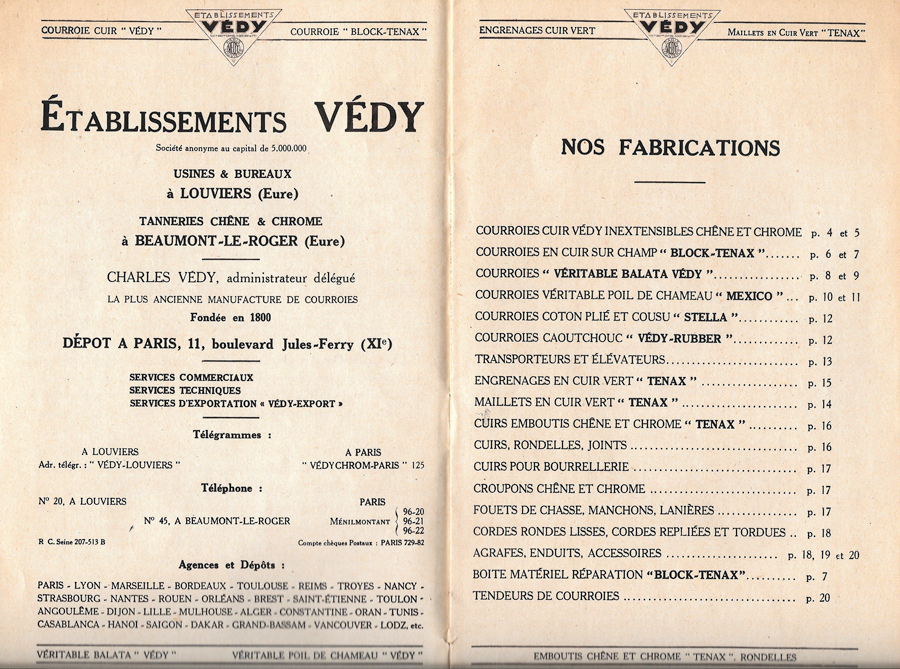 COURROIE CUIR "VÉDY"
ETABLISSEMENTS
VÉDY
COURROIE "BLOCK-TENAX"
ÉTABLISSEMENTS VÉDY
Société anonyme au capital de 5.000.000
USINES & BUREAUX
à LOUVIERS (Eure)
TANNERIES CHÊNE & CHROME
à BEAUMONT-LE-ROGER (Eure)
CHARLES VÉDY, administrateur délégué
LA PLUS ANCIENNE MANUFACTURE DE COURROIES
Fondée en 1800
DÉPOT A PARIS, 11, boulevard Jules-Ferry (XIe)
SERVICES COMMERCIAUX
SERVICES TECHNIQUES
SERVICES D'EXPORTATION « VÉDY-EXPORT »
Télégrammes :
A LOUVIERS
Adr. télégr. : "VÉDY-LOUVIERS"
A PARIS
"VÉDYCHROM-PARIS" 125
Téléphone :
No 20, A LOUVIERS
No 45, A BEAUMONT-LE-ROGER
PARIS
MÉNILMONTANT
96-20
96-21
96-22
R C. Seine 207-513 B
Compte chèques Postaux : PARIS 729-82
Agences et Dépôts :
PARIS - LYON - MARSEILLE - BORDEAUX - TOULOUSE - REIMS - TROYES - NANCY -
STRASBOURG - NANTES - ROUEN - ORLÉANS - BREST - SAINT-ÉTIENNE - TOULON -
ANGOULÊME - DIJON - LILLE - MULHOUSE - ALGER - CONSTANTINE - ORAN - TUNIS -
CASABLANCA - HANOI - SAIGON - DAKAR - GRAND-BASSAM - VANCOUVER - LODZ, etc.
VÉRITABLE BALATA "VÉDY"
VÉRITABLE POIL DE CHAMEAU "VÉDY"
ENGRENAGES CUIR VERT
ETABLISSEMENTS
VÉDY
MAILLETS EN CUIR VERT "TENAX"
NOS FABRICATIONS
COURROIES CUIR VÉDY INEXTENSIBLES CHÊNE ET CHROME p. 4 et 5
COURROIES EN CUIR SUR CHAMP "BLOCK-TENAX"....... p. 6 et 7
COURROIES "VÉRITABLE BALATA VÉDY"................. p. 8 et 9
COURROIES VÉRITABLE POIL DE CHAMEAU "MEXICO"... p. 10 et 11
COURROIES COTON PLIÉ ET COUSU "STELLA"............ p. 12
COURROIES CAOUTCHOUC "VÉDY-RUBBER"............. p. 12
TRANSPORTEURS ET ÉLÉVATEURS.......................... p. 13
ENGRENAGES EN CUIR VERT "TENAX" ................... p. 15
MAILLETS EN CUIR VERT "TENAX" ....................... p. 14
CUIRS EMBOUTIS CHÊNE ET CHROME "TENAX" .......... p. 16
CUIRS, RONDELLES, JOINTS ................................ p. 16
CUIRS POUR BOURRELLERIE ................................ p. 17
CROUPONS CHÊNE ET CHROME ............................. p. 17
FOUETS DE CHASSE, MANCHONS, LANIÈRES ............... p. 17
CORDES RONDES LISSES, CORDES REPLIÉES ET TORDUES .. p. 18
AGRAFES, ENDUITS, ACCESSOIRES ..................... p. 18, 19 et 20
BOITE MATÉRIEL RÉPARATION "BLOCK-TENAX"........... p. 7
TENDEURS DE COURROIES ................................. p. 20
EMBOUTIS CHÊNE ET CHROME "TENAX", RONDELLES